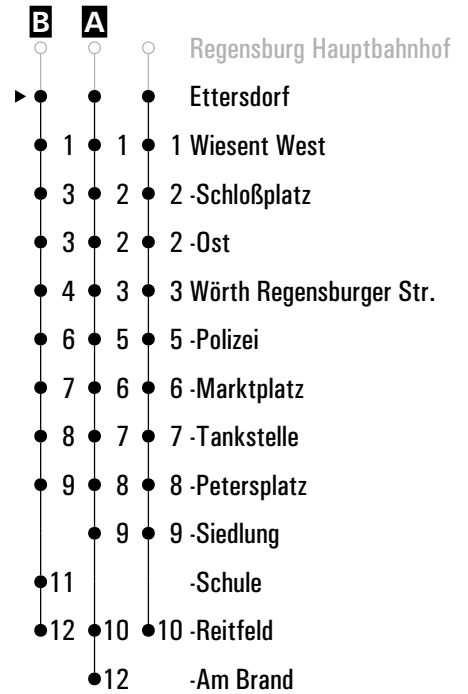 B A
Regensburg Hauptbahnhof
Ettersdorf
1 1 1 Wiesent West
3 2 2 -Schloßplatz
3 2 2 -Ost
4 3 3 Wörth Regensburger Str.
6 5 5 -Polizei
7 6 6 -Marktplatz
8 7 7 -Tankstelle
9 8 8 -Petersplatz
9 9 -Siedlung
11 -Schule
12 10 10 -Reitfeld
12 -Am Brand